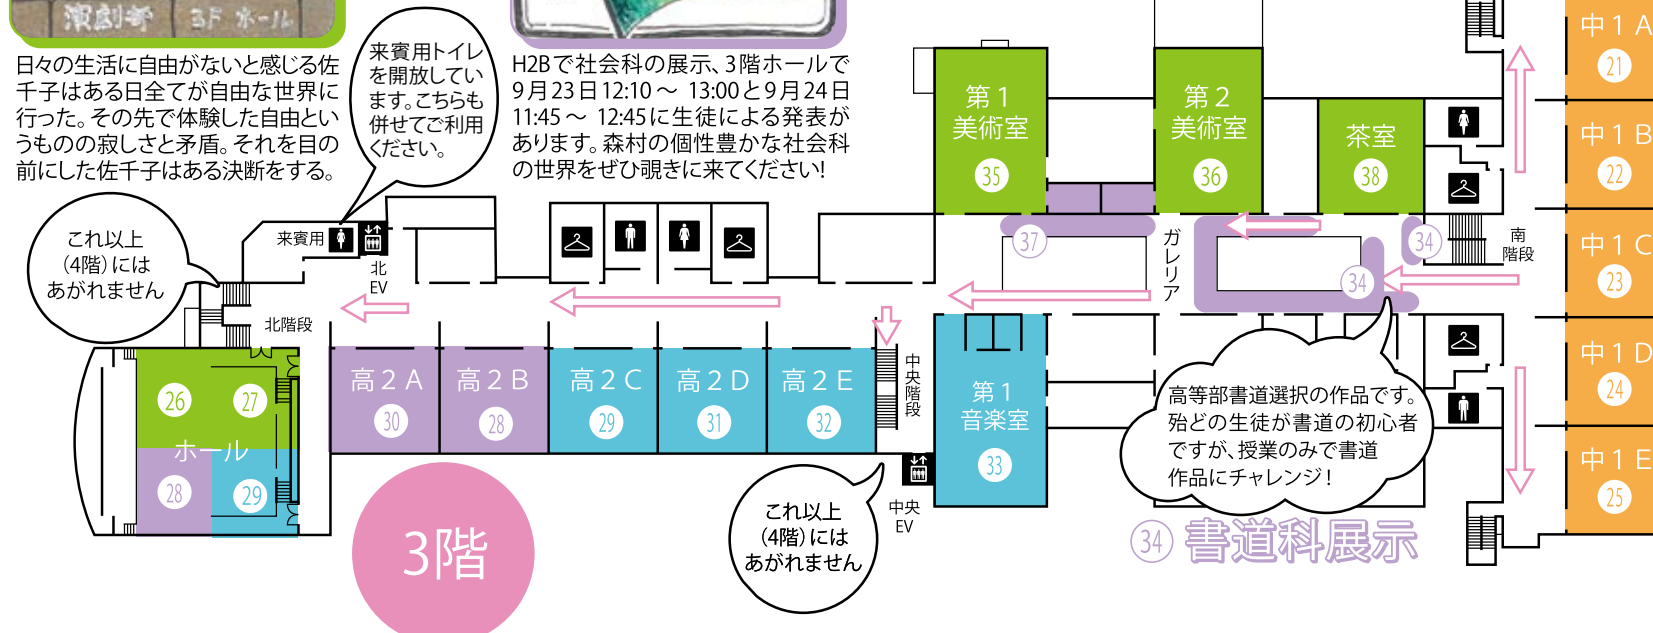 演劇部 3F ホール
日々の生活に自由がないと感じる佐
千子はある日全てが自由な世界に
行った。その先で体験した自由とい
うものの寂しさと矛盾。それを目の
前にした佐千子はある決断をする。
来賓用トイレ
を開放してい
ます。こちらも
併せてご利用
ください。
H2Bで社会科の展示、3階ホールで
9月23日12:10～ 13:00と9月24日
11:45～ 12:45に生徒による発表が
あります。森村の個性豊かな社会科
の世界をぜひ覗きに来てください!
第1
美術室
35
第2
美術室
36
茶室
38
中1A
21
中1B
22
中1C
23
中1D
24
中1E
25
これ以上
(4階)には
あがれません
来賓用
北
EV
北階段
37
ガレリア
34
34
南
階段
26
27
ホール
28
29
高2A
30
高2B
28
高2C
29
高2D
31
高2E
32
中央階段
第1
音楽室
33
高等部書道選択の作品です。
殆どの生徒が書道の初心者
ですが、授業のみで書道
作品にチャレンジ!
34 書道科展示
3階
これ以上
(4階)には
あがれません
中央
EV